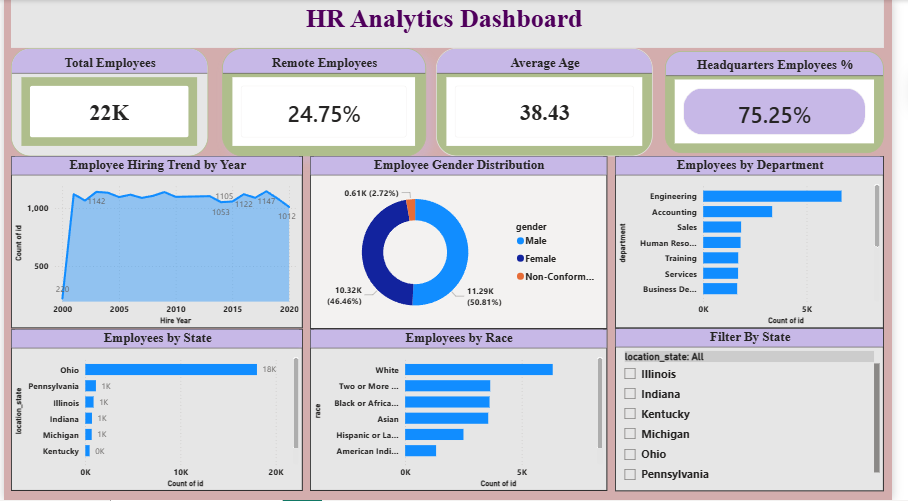 HR Analytics Dashboard
Total Employees
22K
Remote Employees
24.75%
Average Age
38.43
Headquarters Employees %
75.25%
Employee Hiring Trend by Year
Count of id
1,000
500
220
1142
1105
1053
1122
1147
1012
2000
2005
2010
2015
2020
Hire Year
Employee Gender Distribution
0.61K (2.72%)
10.32K
(46.46%)
11.29K
(50.81%)
gender
Male
Female
Non-Conform...
Employees by Department
department
Engineering
Accounting
Sales
Human Reso...
Training
Services
Business De...
0K
5K
Count of id
Employees by State
location_state
Ohio 18K
Pennsylvania 1K
Illinois 1K
Indiana 1K
Michigan 1K
Kentucky 0K
0K
10K
20K
Count of id
Employees by Race
race
White
Two or More ...
Black or Africa...
Asian
Hispanic or La...
American Indi...
0K
5K
Count of id
Filter By State
location_state: All
Illinois
Indiana
Kentucky
Michigan
Ohio
Pennsylvania